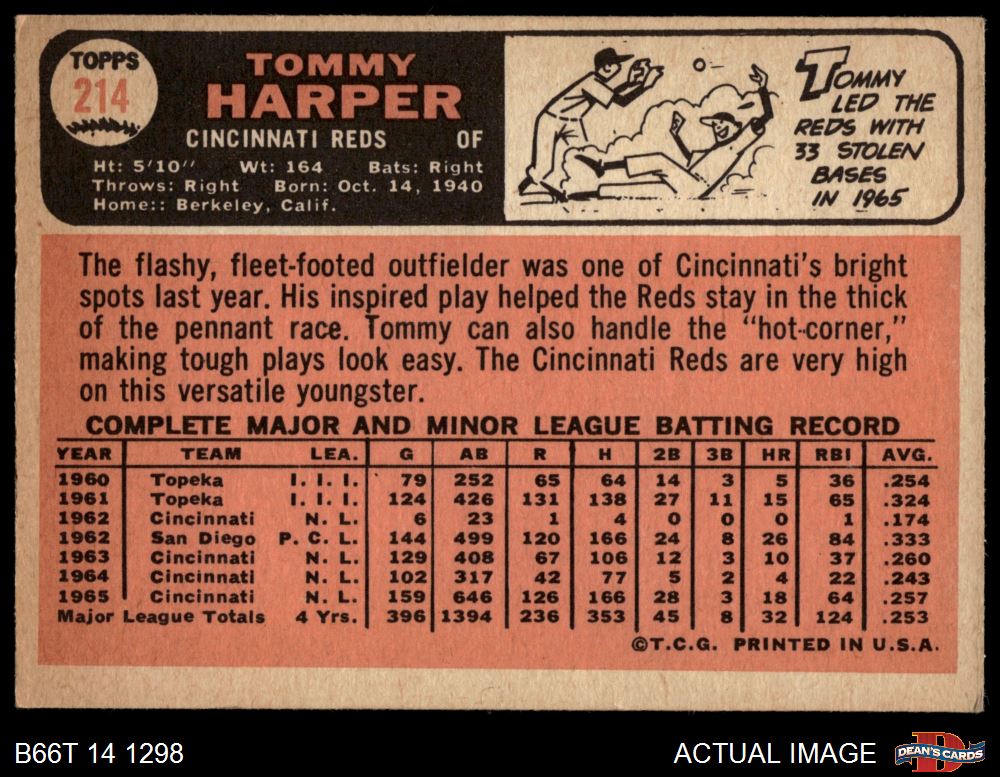 TOPPS
214
TOMMY
HARPER
CINCINNATI REDS OF
Ht: 5'10" Wt: 164 Bats: Right
Throws: Right Born: Oct. 14, 1940
Home:: Berkeley, Calif.
TOMMY
LED THE
REDS WITH
33 STOLEN
BASES
IN 1965
The flashy, fleet-footed outfielder was one of Cincinnati's bright
spots last year. His inspired play helped the Reds stay in the thick
of the pennant race. Tommy can also handle the "hot-corner,"
making tough plays look easy. The Cincinnati Reds are very high
on this versatile youngster.
COMPLETE MAJOR AND MINOR LEAGUE BATTING RECORD
YEAR TEAM LEA. G AB R H 2B 3B HR RBI AVG.
1960 Topeka I. I. I. 79 252 65 64 14 3 5 36 .254
1961 Topeka I. I. I. 124 426 131 138 27 11 15 65 .324
1962 Cincinnati N. L. 6 23 1 4 0 0 0 1 .174
1962 San Diego P. C. L. 144 499 120 166 24 8 26 84 .333
1963 Cincinnati N. L. 129 408 67 106 12 3 10 37 .260
1964 Cincinnati N. L. 102 317 42 77 5 2 4 22 .243
1965 Cincinnati N. L. 159 646 126 166 28 3 18 64 .257
Major League Totals 4 Yrs. 396 1394 236 353 45 8 32 124 .253
©T.C.G. PRINTED IN U.S.A.
B66T 14 1298
ACTUAL IMAGE
DEAN'S CARDS